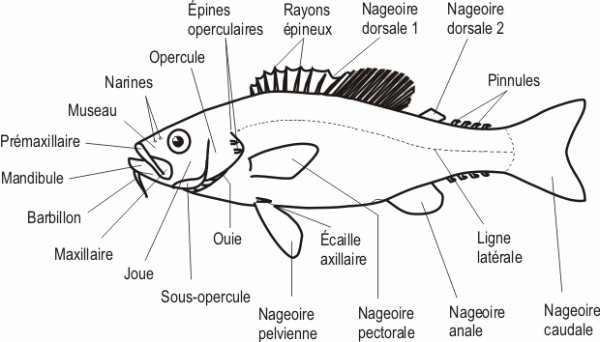 Épines
operculaires
Rayons
épineux
Nageoire
dorsale 1
Nageoire
dorsale 2
Opercule
Narines
Pinnules
Museau
Prémaxillaire
Mandibule
Barbillon
Maxillaire
Joue
Sous-opercule
Ouie
Écaille
axillaire
Ligne
latérale
Nageoire
pelvienne
Nageoire
pectorale
Nageoire
anale
Nageoire
caudale